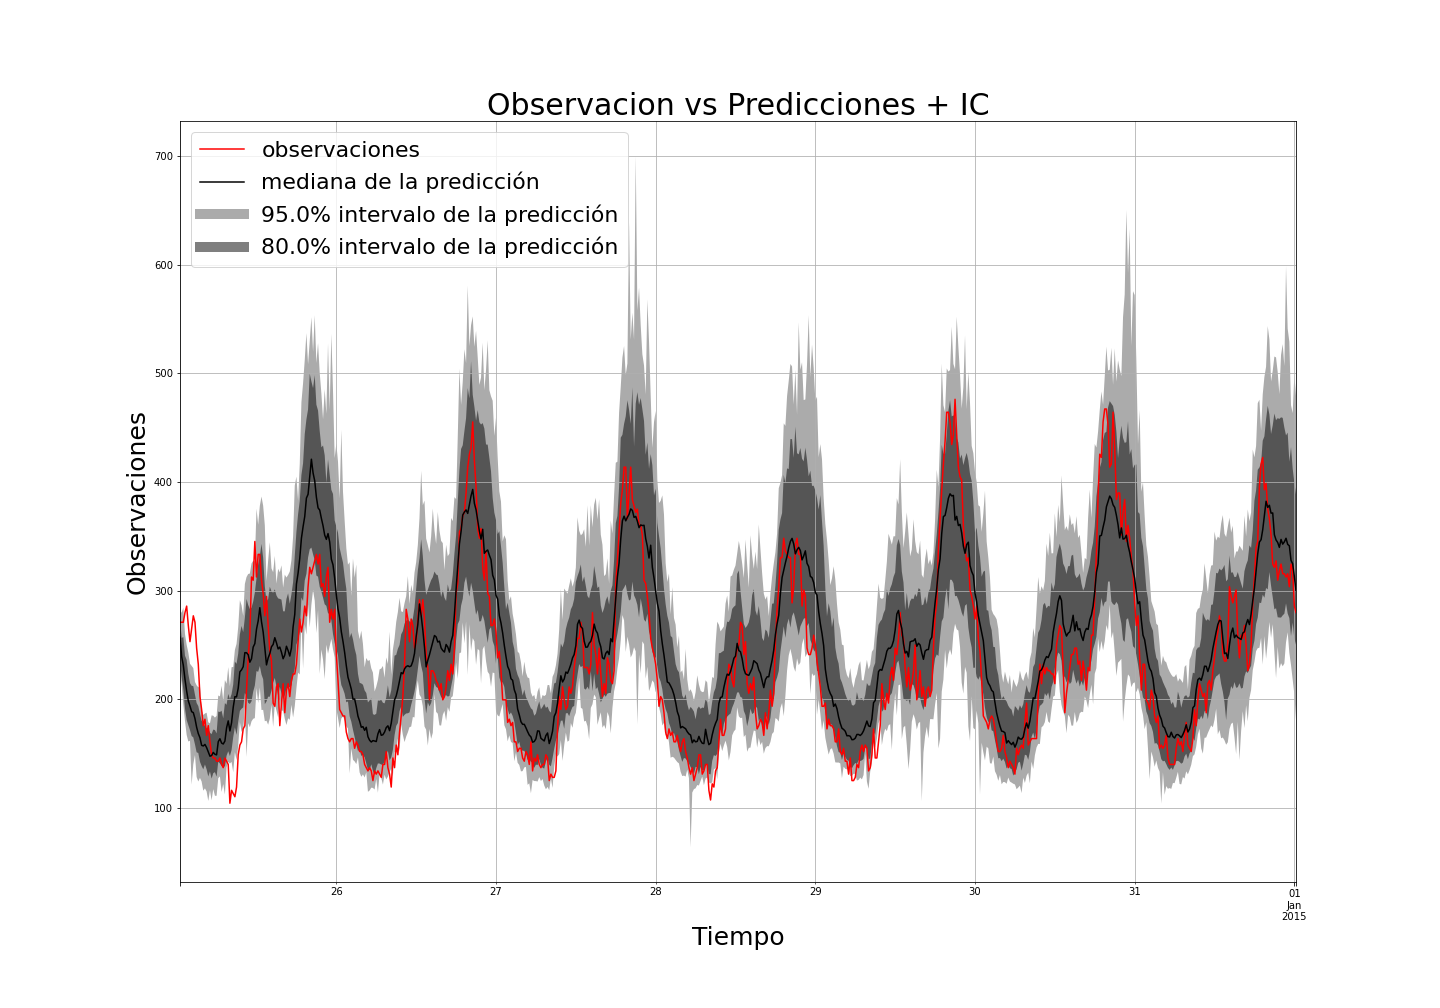 Observacion vs Predicciones + IC
observaciones
mediana de la predicción
95.0% intervalo de la predicción
80.0% intervalo de la predicción
Observaciones
700
600
500
400
300
200
100
26
27
28
29
30
31
01
Jan
2015
Tiempo